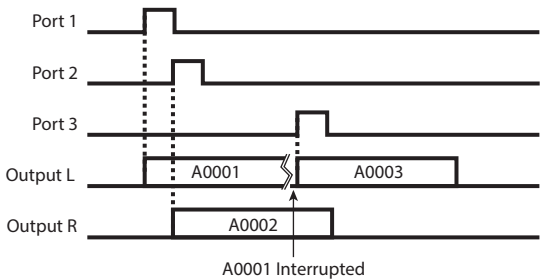 Port 1
Port 2
Port 3
Output L
A0001
A0003
Output R
A0002
A0001 Interrupted